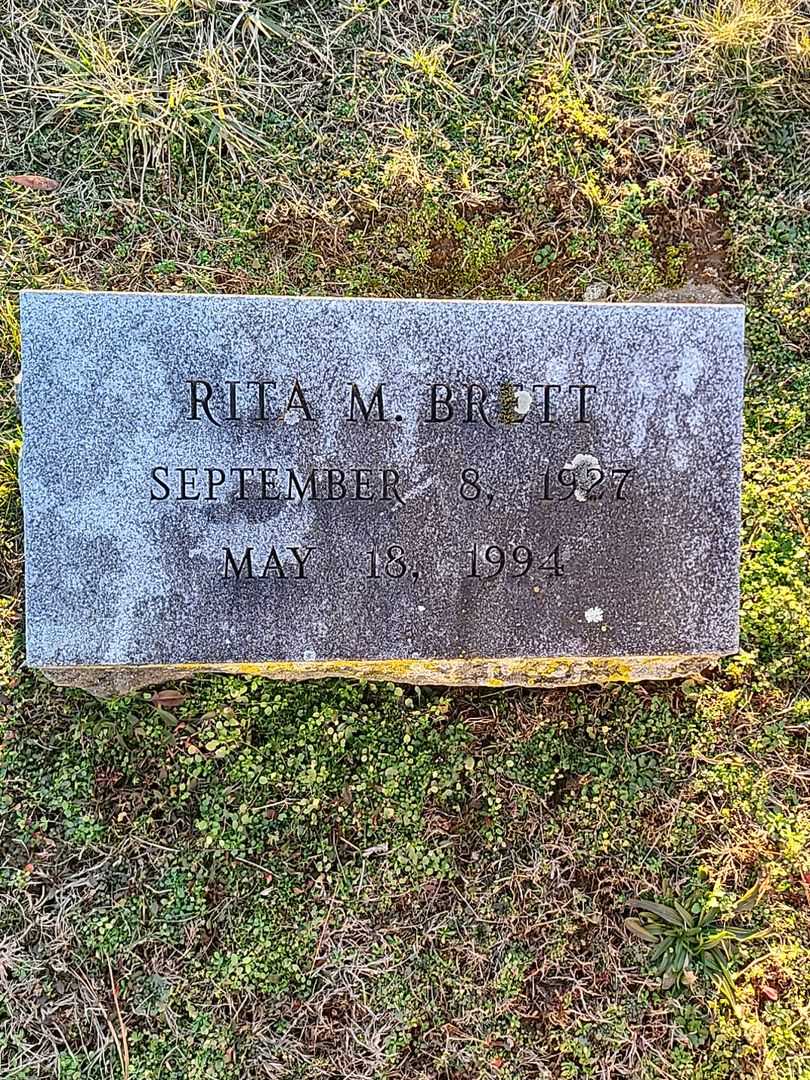 RITA M. BRETT
SEPTEMBER 8, 1927
MAY 18, 1994